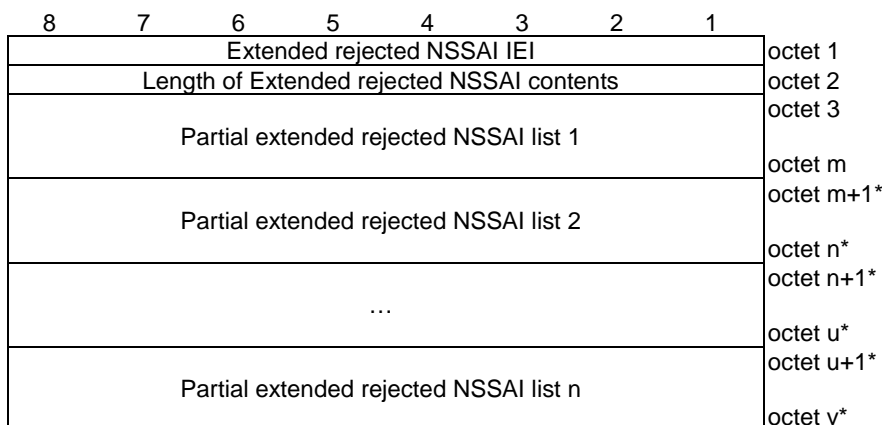 8 7 6 5 4 3 2 1
Extended rejected NSSAI IEI octet 1
Length of Extended rejected NSSAI contents octet 2
octet 3
Partial extended rejected NSSAI list 1
octet m
octet m+1*
Partial extended rejected NSSAI list 2
octet n*
octet n+1*
…
octet u*
octet u+1*
Partial extended rejected NSSAI list n
octet v*